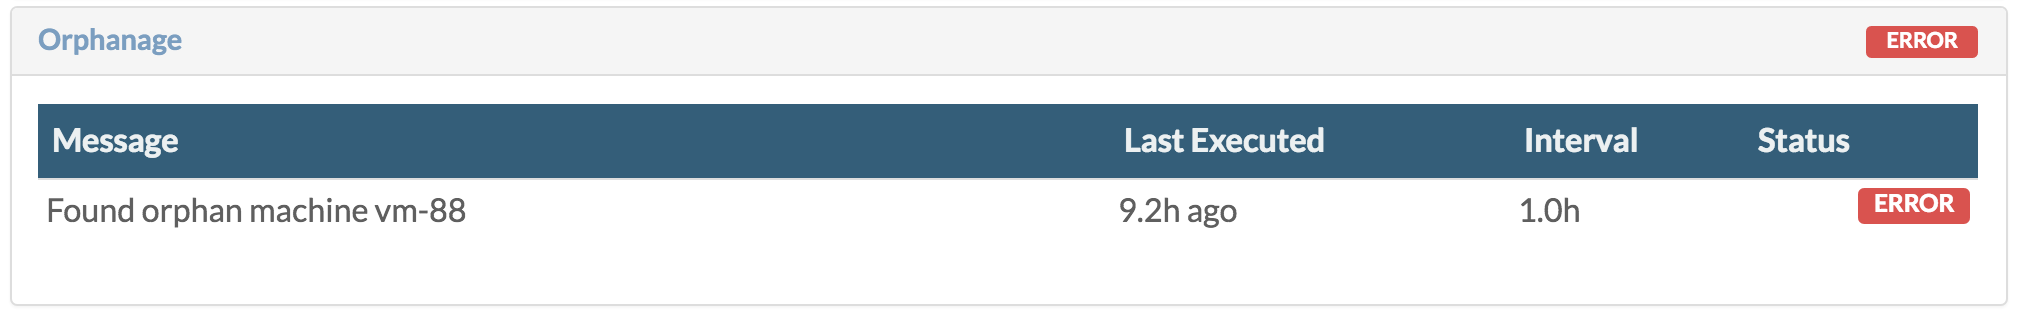 Orphanage ERROR
Message Last Executed Interval Status
Found orphan machine vm-88 9.2h ago 1.0h ERROR